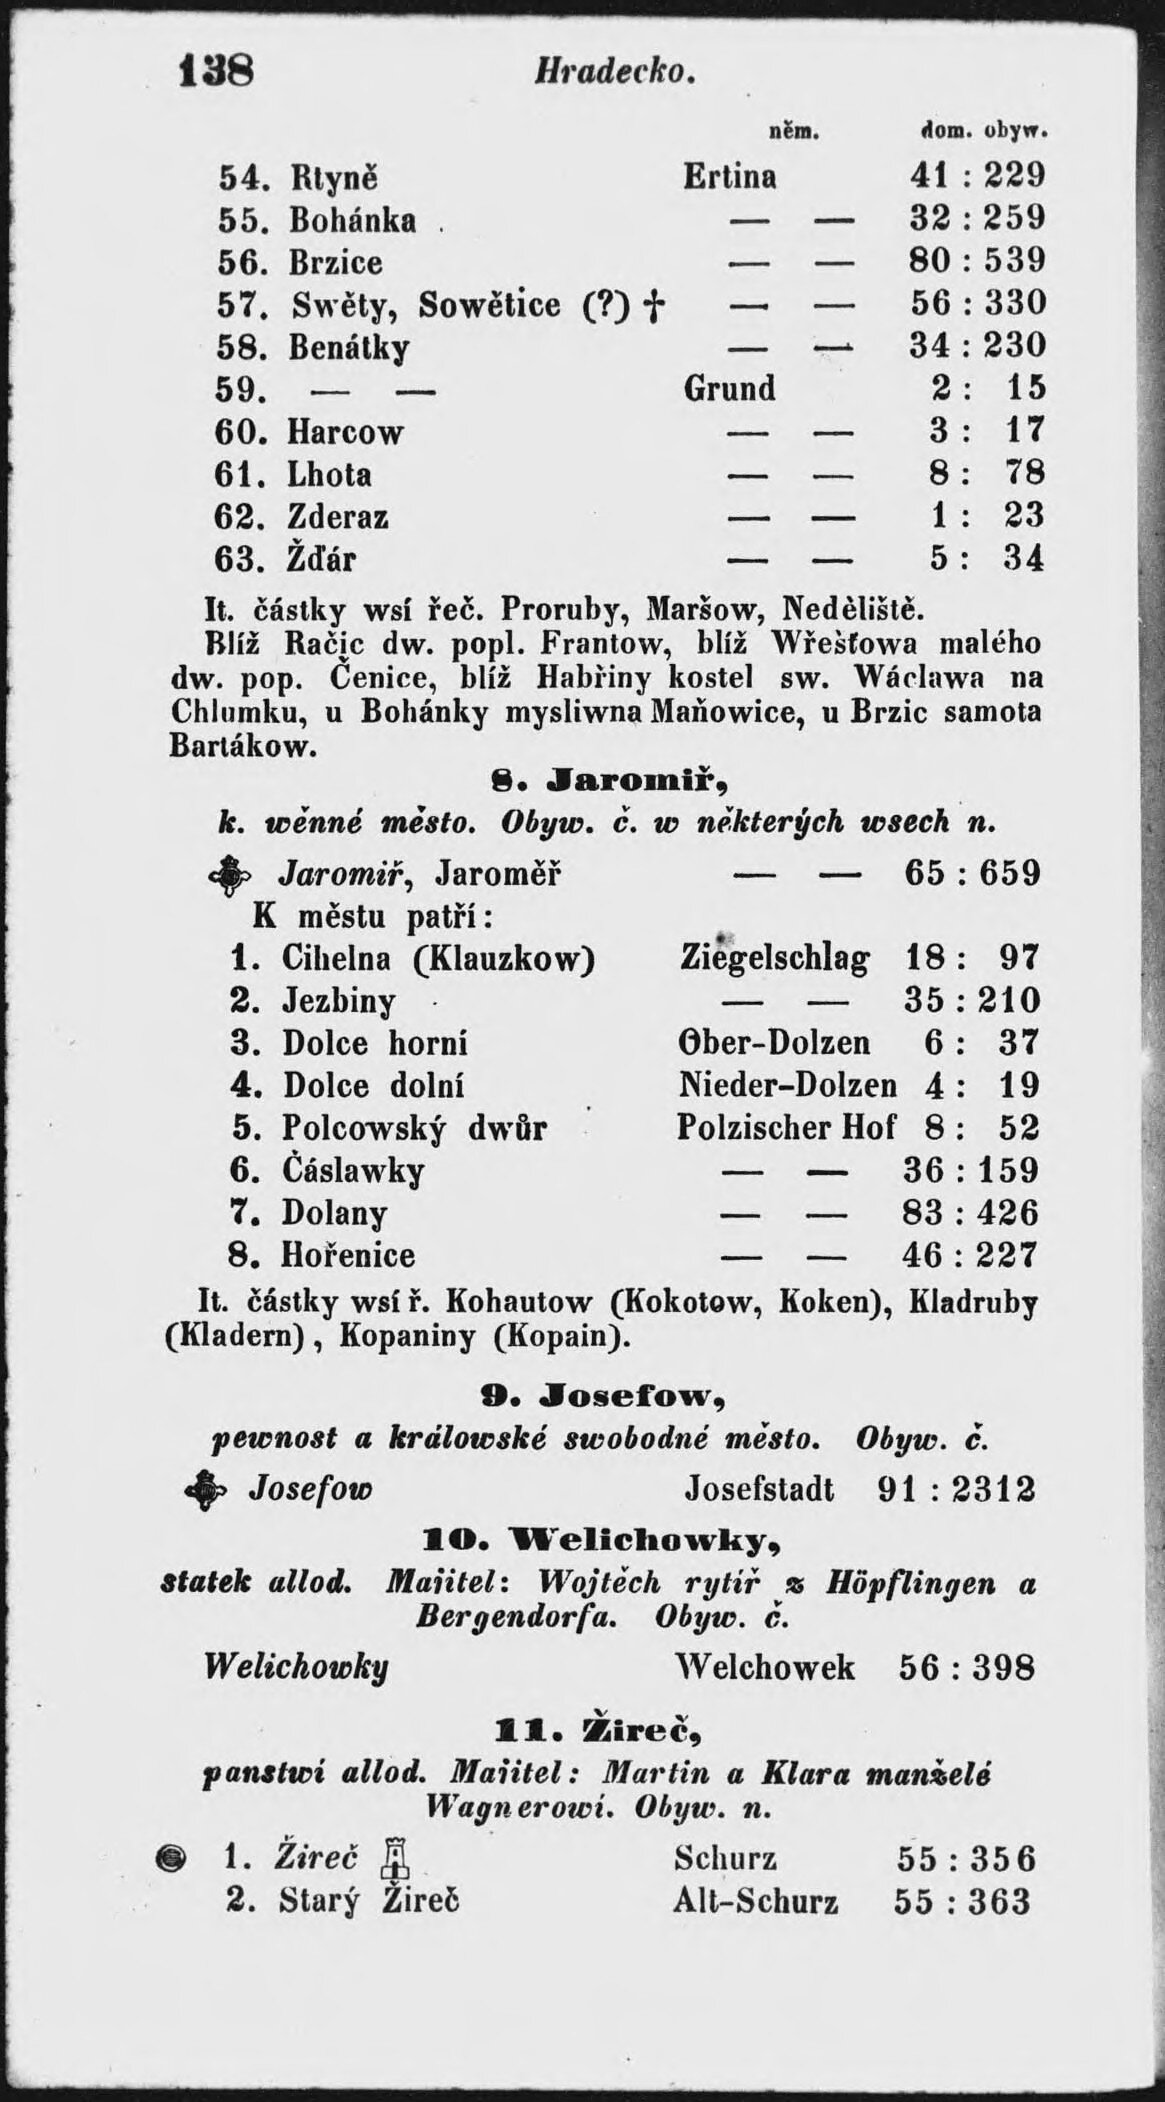 138 Hradecko.
něm. dom. obyw.
54. Rtyně Ertina 41 : 229
55. Bohánka — — 32 : 259
56. Brzice — — 80 : 539
57. Swěty, Sowětice (?) † — — 56 : 330
58. Benátky — — 34 : 230
59. — — Grund 2 : 15
60. Harcow — — 3 : 17
61. Lhota — — 8 : 78
62. Zderaz — — 1 : 23
63. Žďár — — 5 : 34
It. částky wsí řeč. Proruby, Maršow, Neděliště.
Blíž Račic dw. popl. Frantow, blíž Wřešťowa malého
dw. pop. Čenice, blíž Habřiny kostel sw. Wáclawa na
Chlumku, u Bohánky mysliwna Maňowice, u Brzic samota
Bartákow.
8. Jaromiř,
k. wěnné město. Obyw. č. w některých wsech n.
Jaromiř, Jaroměř — — 65 : 659
K městu patří:
1. Cihelna (Klauzkow) Ziegelschlag 18 : 97
2. Jezbiny — — 35 : 210
3. Dolce horní Ober-Dolzen 6 : 37
4. Dolce dolní Nieder-Dolzen 4 : 19
5. Polcowský dwůr Polzischer Hof 8 : 52
6. Čáslawky — — 36 : 159
7. Dolany — — 83 : 426
8. Hořenice — — 46 : 227
It. částky wsí ř. Kohautow (Kokotow, Koken), Kladruby
(Kladern), Kopaniny (Kopain).
9. Josefow,
pewnost a králowské swobodné město. Obyw. č.
Josefow Josefstadt 91 : 2312
10. Welichowky,
statek allod. Majitel: Wojtěch rytíř z Höpflingen a
Bergendorfa. Obyw. č.
Welichowky Welchowek 56 : 398
11. Žireč,
panstwí allod. Majitel: Martin a Klara manželé
Wagnerowi. Obyw. n.
1. Žireč Schurz 55 : 356
2. Starý Žireč Alt-Schurz 55 : 363